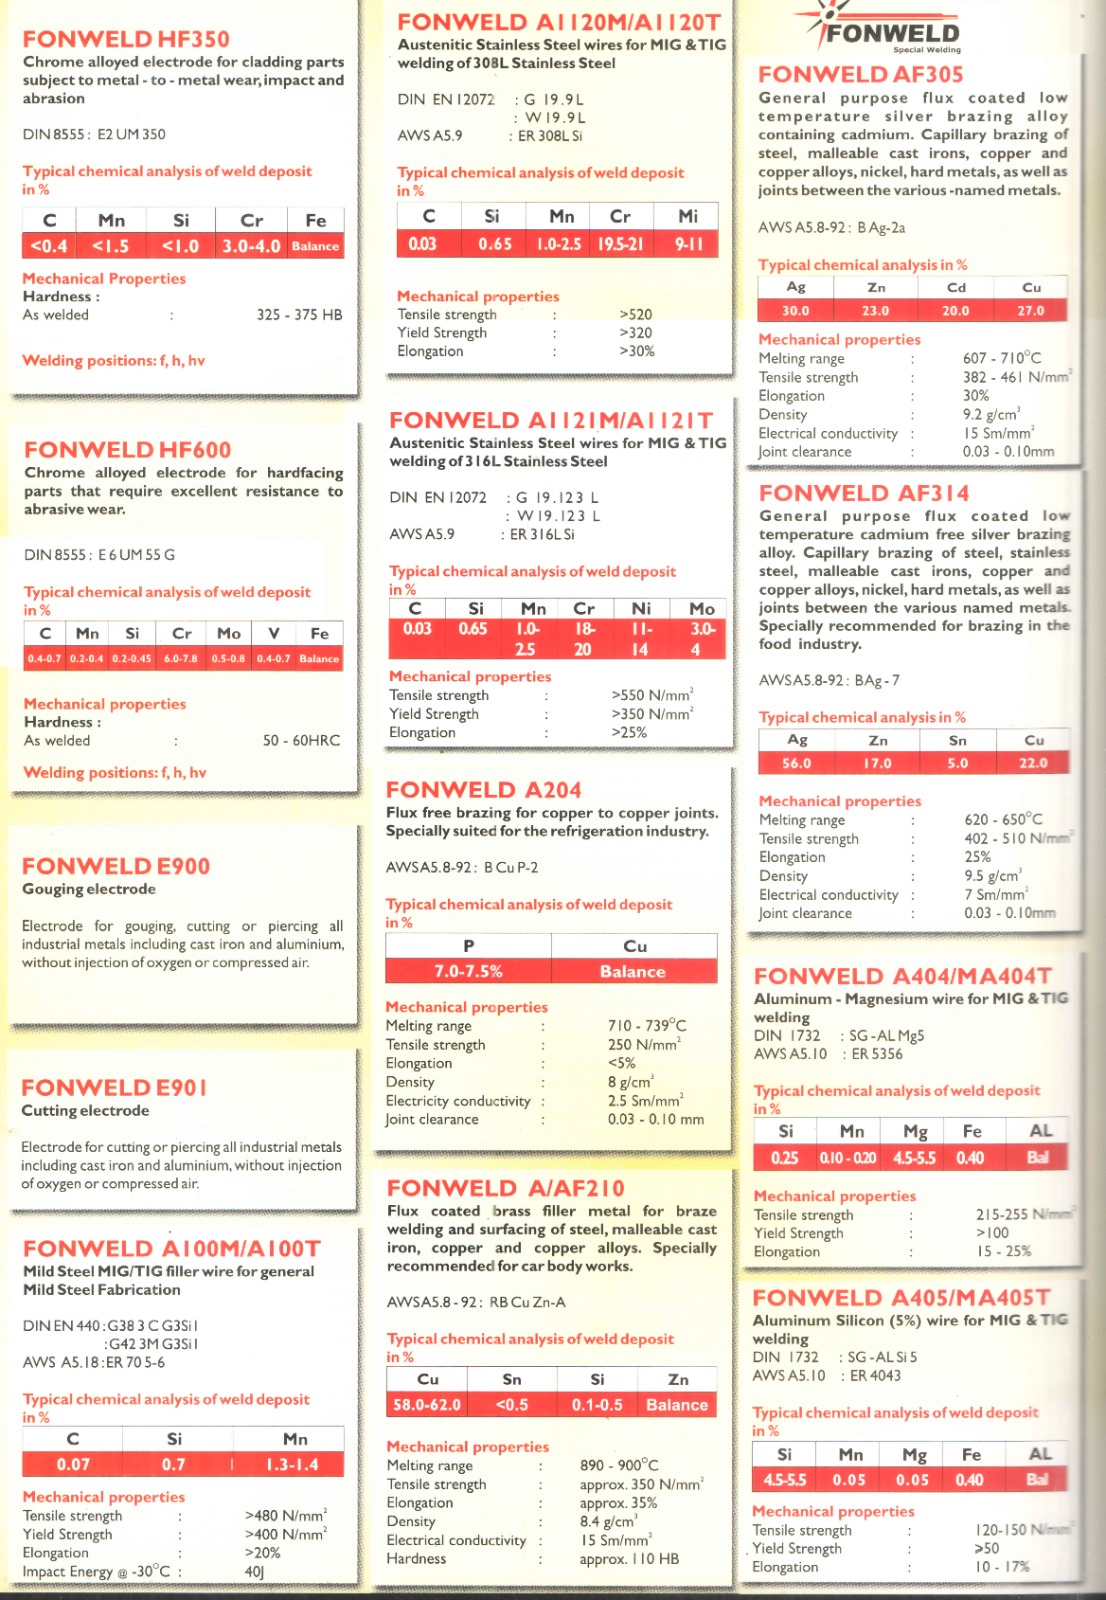 FONWELD HF350
Chrome alloyed electrode for cladding parts
subject to metal - to - metal wear, impact and
abrasion
DIN 8555 : E2 UM 350
Typical chemical analysis of weld deposit
in %
C Mn Si Cr Fe
<0.4 <1.5 <1.0 3.0-4.0 Balance
Mechanical Properties
Hardness :
As welded : 325 - 375 HB
Welding positions: f, h, hv
FONWELD HF600
Chrome alloyed electrode for hardfacing
parts that require excellent resistance to
abrasive wear.
DIN 8555 : E 6 UM 55 G
Typical chemical analysis of weld deposit
in %
C Mn Si Cr Mo V Fe
0.4-0.7 0.2-0.4 0.2-0.45 6.0-7.8 0.5-0.8 0.4-0.7 Balance
Mechanical properties
Hardness :
As welded : 50 - 60HRC
Welding positions: f, h, hv
FONWELD E900
Gouging electrode
Electrode for gouging, cutting or piercing all
industrial metals including cast iron and aluminium,
without injection of oxygen or compressed air.
FONWELD E901
Cutting electrode
Electrode for cutting or piercing all industrial metals
including cast iron and aluminium, without injection
of oxygen or compressed air.
FONWELD A100M/A100T
Mild Steel MIG/TIG filler wire for general
Mild Steel Fabrication
DIN EN 440 :G38 3 C G3Si1
:G42 3M G3Si1
AWS A5.18 :ER 70 5-6
Typical chemical analysis of weld deposit
in %
C Si Mn
0.07 0.7 1.3-1.4
Mechanical properties
Tensile strength : >480 N/mm²
Yield Strength : >400 N/mm²
Elongation : >20%
Impact Energy @ -30°C : 40J
FONWELD A1120M/A1120T
Austenitic Stainless Steel wires for MIG & TIG
welding of 308L Stainless Steel
DIN EN 12072 : G 19.9L
: W 19.9L
AWS A5.9 : ER 308L Si
Typical chemical analysis of weld deposit
in %
C Si Mn Cr Mi
0.03 0.65 1.0-2.5 19.5-21 9-11
Mechanical properties
Tensile strength : >520
Yield Strength : >320
Elongation : >30%
FONWELD A1121M/A1121T
Austenitic Stainless Steel wires for MIG & TIG
welding of 316L Stainless Steel
DIN EN 12072 : G 19.123 L
: W 19.123 L
AWS A5.9 : ER 316L Si
Typical chemical analysis of weld deposit
in %
C Si Mn Cr Ni Mo
0.03 0.65 1.0- 18- 11- 3.0-
2.5 20 14 4
Mechanical properties
Tensile strength : >550 N/mm²
Yield Strength : >350 N/mm²
Elongation : >25%
FONWELD A204
Flux free brazing for copper to copper joints.
Specially suited for the refrigeration industry.
AWS A5.8-92 : B Cu P-2
Typical chemical analysis of weld deposit
in %
P Cu
7.0-7.5% Balance
Mechanical properties
Melting range : 710 - 739°C
Tensile strength : 250 N/mm²
Elongation : <5%
Density : 8 g/cm³
Electricity conductivity : 2.5 Sm/mm²
Joint clearance : 0.03 - 0.10 mm
FONWELD A/AF210
Flux coated brass filler metal for braze
welding and surfacing of steel, malleable cast
iron, copper and copper alloys. Specially
recommended for car body works.
AWS A5.8 - 92 : RB Cu Zn-A
Typical chemical analysis of weld deposit
in %
Cu Sn Si Zn
58.0-62.0 <0.5 0.1-0.5 Balance
Mechanical properties
Melting range : 890 - 900°C
Tensile strength : approx. 350 N/mm²
Elongation : approx. 35%
Density : 8.4 g/cm³
Electrical conductivity : 15 Sm/mm²
Hardness : approx. 110 HB
FONWELD
Special Welding
FONWELD AF305
General purpose flux coated low
temperature silver brazing alloy
containing cadmium. Capillary brazing of
steel, malleable cast irons, copper and
copper alloys, nickel, hard metals, as well as
joints between the various -named metals.
AWS A5.8-92 : B Ag-2a
Typical chemical analysis in %
Ag Zn Cd Cu
30.0 23.0 20.0 27.0
Mechanical properties
Melting range : 607 - 710°C
Tensile strength : 382 - 461 N/mm²
Elongation : 30%
Density : 9.2 g/cm³
Electrical conductivity : 15 Sm/mm²
Joint clearance : 0.03 - 0.10mm
FONWELD AF314
General purpose flux coated low
temperature cadmium free silver brazing
alloy. Capillary brazing of steel, stainless
steel, malleable cast irons, copper and
copper alloys, nickel, hard metals, as well as
joints between the various named metals.
Specially recommended for brazing in the
food industry.
AWS A5.8-92 : BAg - 7
Typical chemical analysis in %
Ag Zn Sn Cu
56.0 17.0 5.0 22.0
Mechanical properties
Melting range : 620 - 650°C
Tensile strength : 402 - 510 N/mm²
Elongation : 25%
Density : 9.5 g/cm³
Electrical conductivity : 7 Sm/mm²
Joint clearance : 0.03 - 0.10mm
FONWELD A404/MA404T
Aluminum - Magnesium wire for MIG & TIG
welding
DIN 1732 : SG - AL Mg5
AWS A5.10 : ER 5356
Typical chemical analysis of weld deposit
in %
Si Mn Mg Fe AL
0.25 0.10 - 0.20 4.5-5.5 0.40 Bal
Mechanical properties
Tensile strength : 215-255 N/mm²
Yield Strength : >100
Elongation : 15 - 25%
FONWELD A405/MA405T
Aluminum Silicon (5%) wire for MIG & TIG
welding
DIN 1732 : SG - AL Si 5
AWS A5.10 : ER 4043
Typical chemical analysis of weld deposit
in %
Si Mn Mg Fe AL
4.5-5.5 0.05 0.05 0.40 Bal
Mechanical properties
Tensile strength : 120-150 N/mm²
Yield Strength : ≥50
Elongation : 10 - 17%